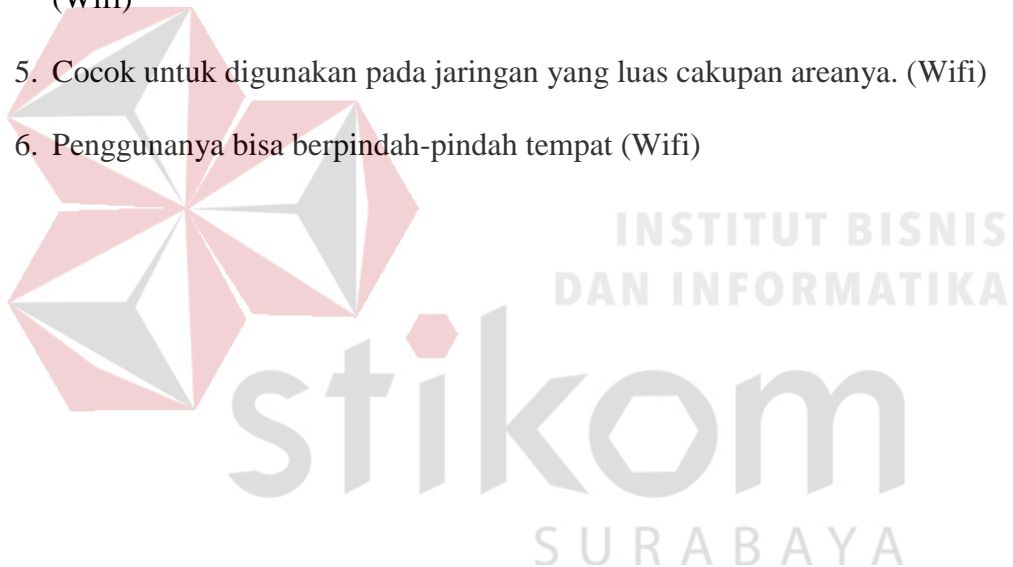 (Wifi)
5. Cocok untuk digunakan pada jaringan yang luas cakupan areanya. (Wifi)
6. Penggunanya bisa berpindah-pindah tempat (Wifi)
INSTITUT BISNIS
DAN INFORMATIKA
stikom
SURABAYA